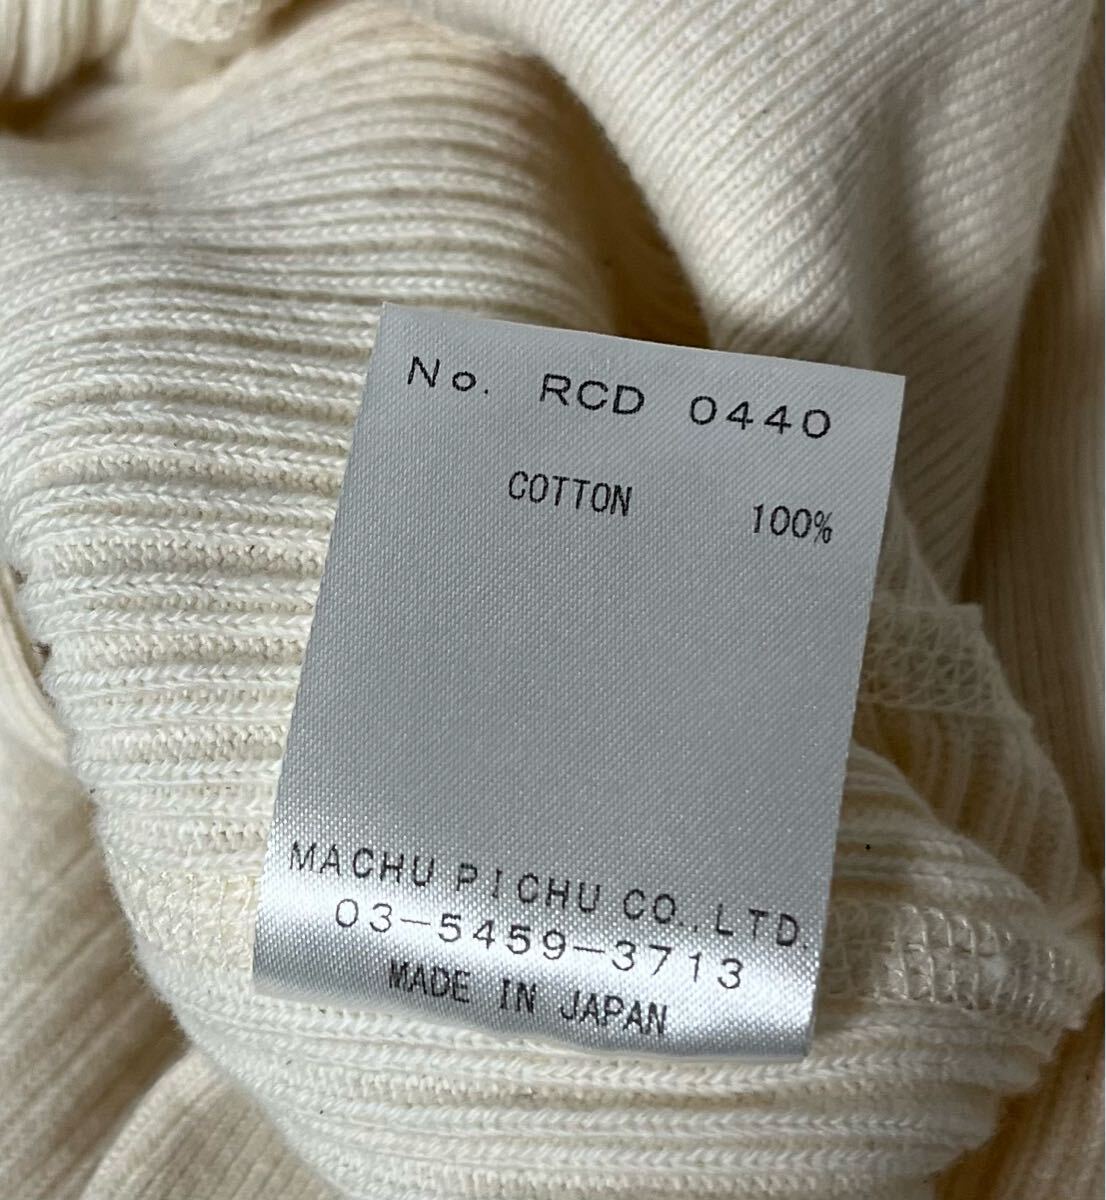 No. RCD 0440
COTTON 100%
MACHU PICHU CO.,LTD.
03-5459-3713
MADE IN JAPAN